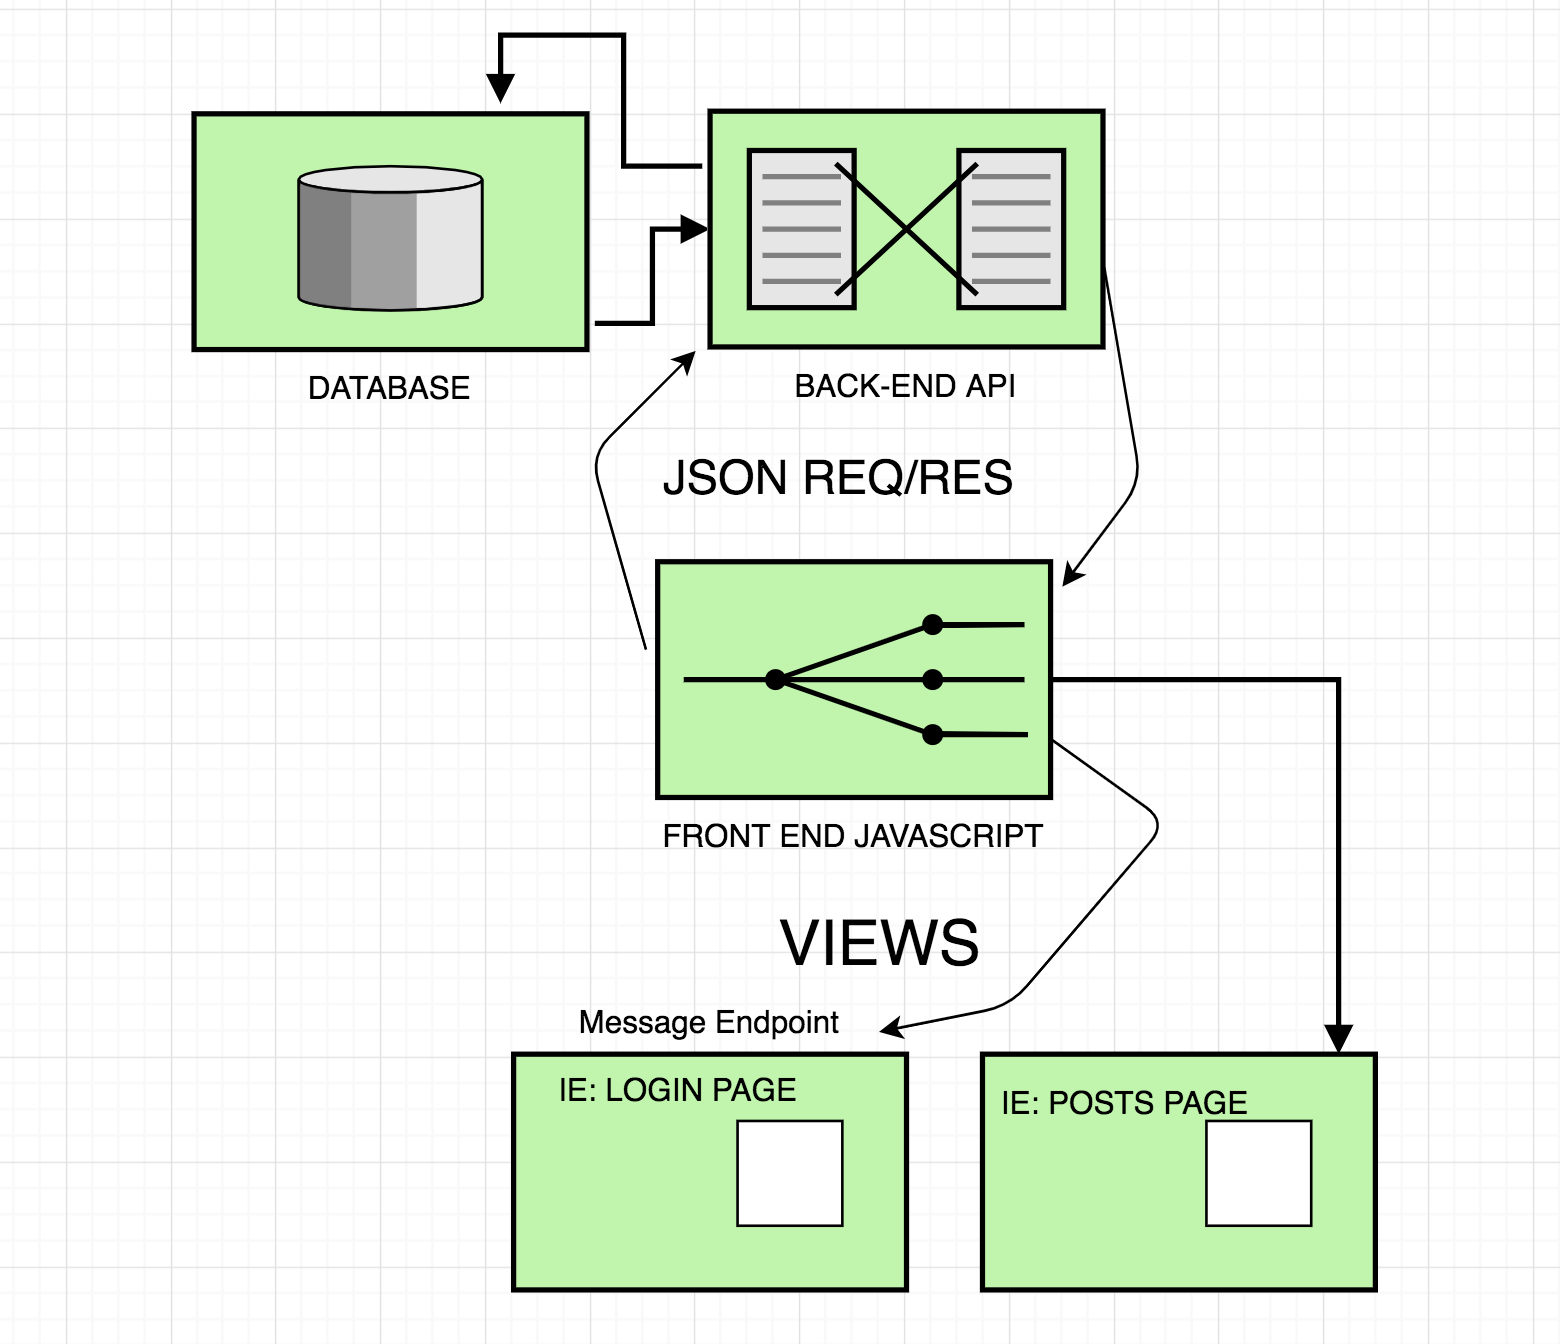 DATABASE
BACK-END API
JSON REQ/RES
FRONT END JAVASCRIPT
VIEWS
Message Endpoint
IE: LOGIN PAGE
IE: POSTS PAGE